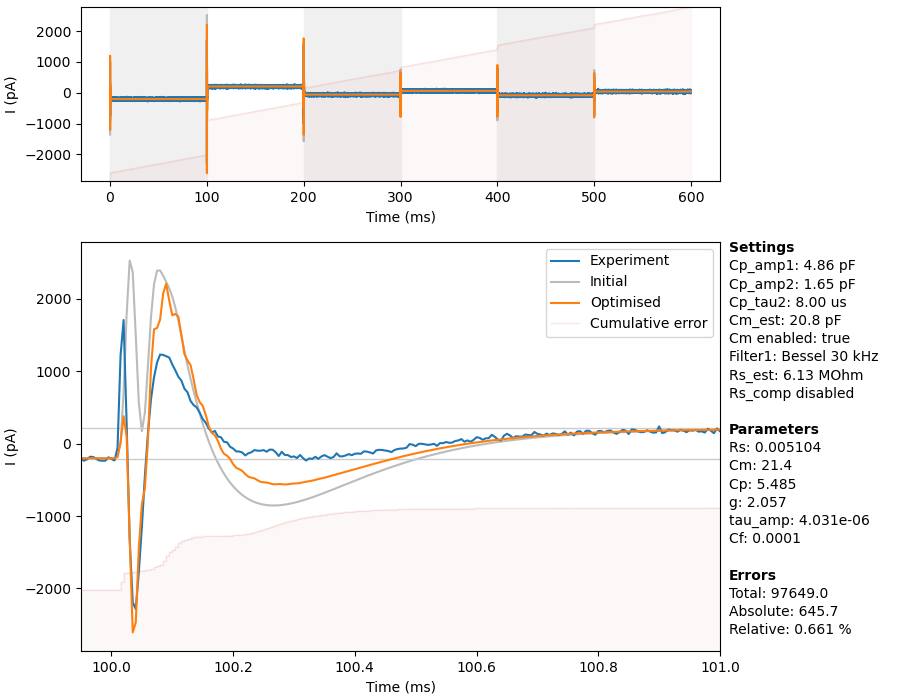 2000
1000
0
−1000
−2000
I (pA)
0
100
200
300
400
500
600
Time (ms)
2000
1000
0
−1000
−2000
I (pA)
Experiment
Initial
Optimised
Cumulative error
100.0
100.2
100.4
100.6
100.8
101.0
Time (ms)
Settings
Cp_amp1: 4.86 pF
Cp_amp2: 1.65 pF
Cp_tau2: 8.00 us
Cm_est: 20.8 pF
Cm enabled: true
Filter1: Bessel 30 kHz
Rs_est: 6.13 MOhm
Rs_comp disabled
Parameters
Rs: 0.005104
Cm: 21.4
Cp: 5.485
g: 2.057
tau_amp: 4.031e-06
Cf: 0.0001
Errors
Total: 97649.0
Absolute: 645.7
Relative: 0.661 %